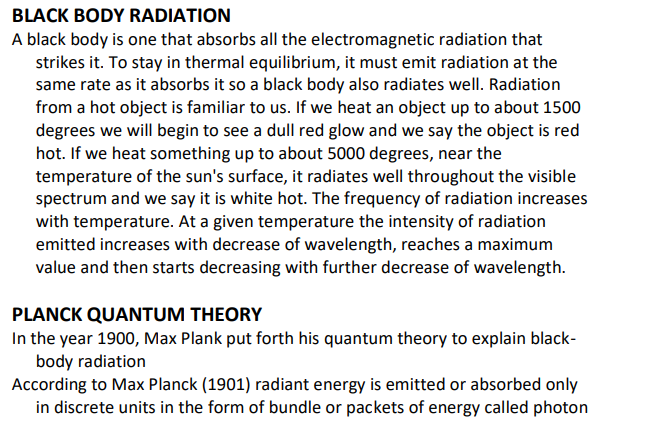 BLACK BODY RADIATION
A black body is one that absorbs all the electromagnetic radiation that
strikes it. To stay in thermal equilibrium, it must emit radiation at the
same rate as it absorbs it so a black body also radiates well. Radiation
from a hot object is familiar to us. If we heat an object up to about 1500
degrees we will begin to see a dull red glow and we say the object is red
hot. If we heat something up to about 5000 degrees, near the
temperature of the sun's surface, it radiates well throughout the visible
spectrum and we say it is white hot. The frequency of radiation increases
with temperature. At a given temperature the intensity of radiation
emitted increases with decrease of wavelength, reaches a maximum
value and then starts decreasing with further decrease of wavelength.
PLANCK QUANTUM THEORY
In the year 1900, Max Plank put forth his quantum theory to explain black-
body radiation
According to Max Planck (1901) radiant energy is emitted or absorbed only
in discrete units in the form of bundle or packets of energy called photon